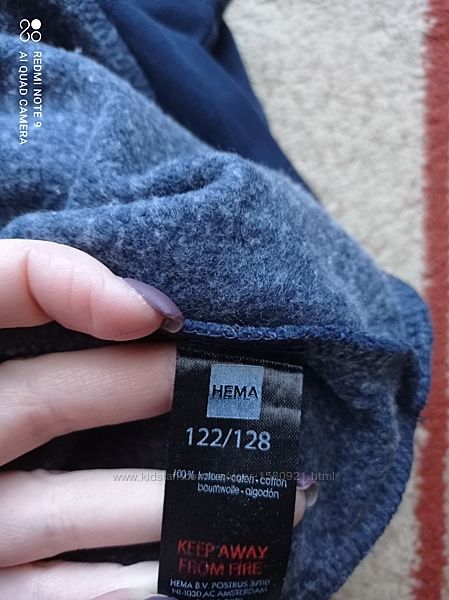 REDMI NOTE 9
AI QUAD CAMERA
HEMA
122/128
100% katoen-coton-cotton
baumwolle-algodón
KEEP AWAY
FROM FIRE
HEMA B.V. POSTBUS 37110
NL-1030 AC AMSTERDAM